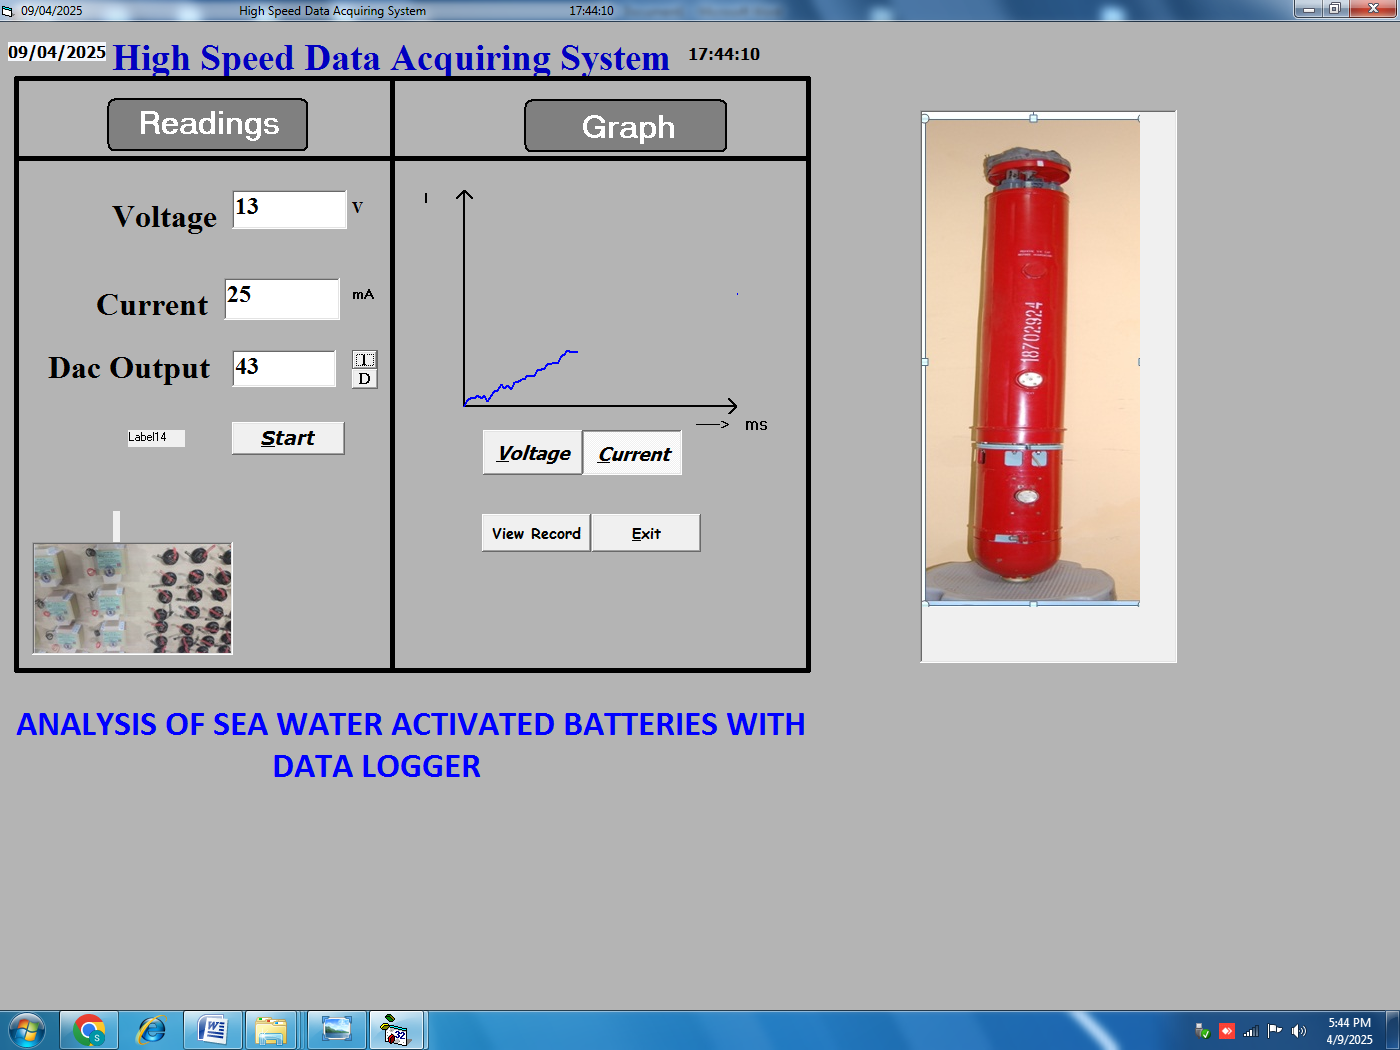 09/04/2025 High Speed Data Acquiring System 17:44:10
09/04/2025 High Speed Data Acquiring System 17:44:10
Readings
Graph
Voltage 13 V
Current 25 mA
Dac Output 43 I
D
Label14
Start
I
ms
Voltage Current
View Record Exit
18702924
ANALYSIS OF SEA WATER ACTIVATED BATTERIES WITH
DATA LOGGER
S
W
32
5:44 PM
4/9/2025